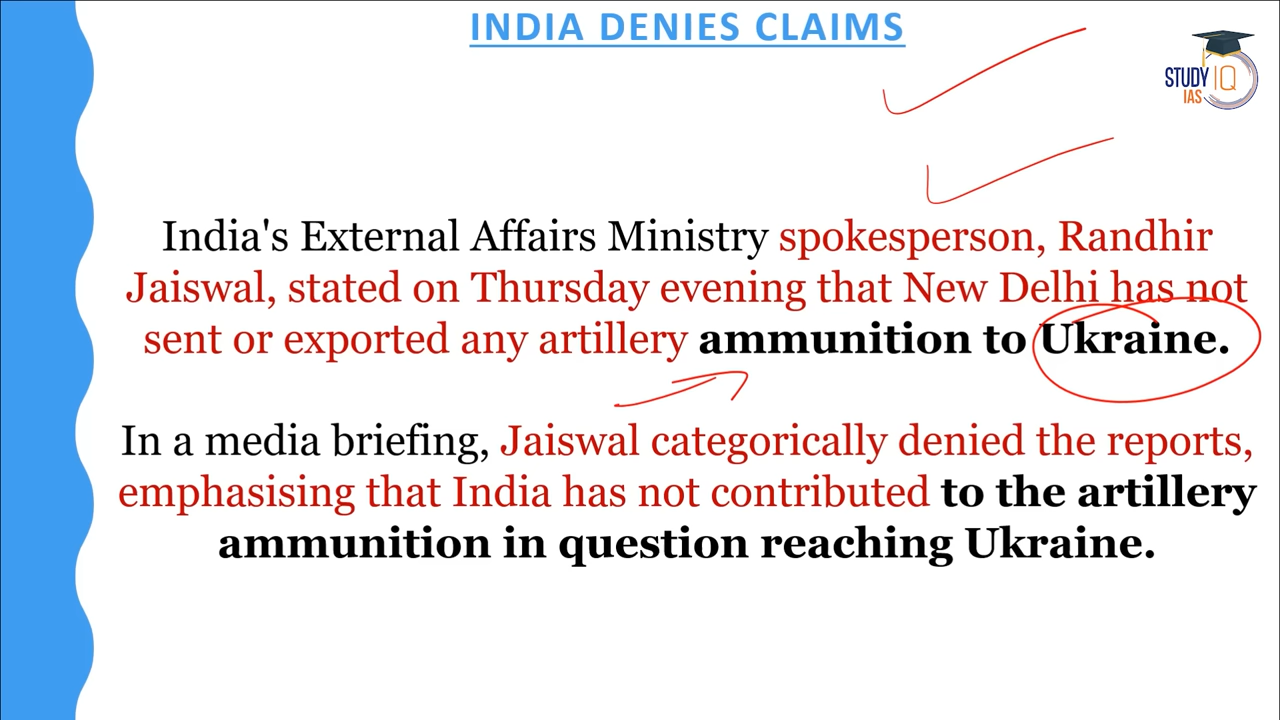 INDIA DENIES CLAIMS
STUDY IQ
IAS
India's External Affairs Ministry spokesperson, Randhir
Jaiswal, stated on Thursday evening that New Delhi has not
sent or exported any artillery ammunition to Ukraine.
In a media briefing, Jaiswal categorically denied the reports,
emphasising that India has not contributed to the artillery
ammunition in question reaching Ukraine.